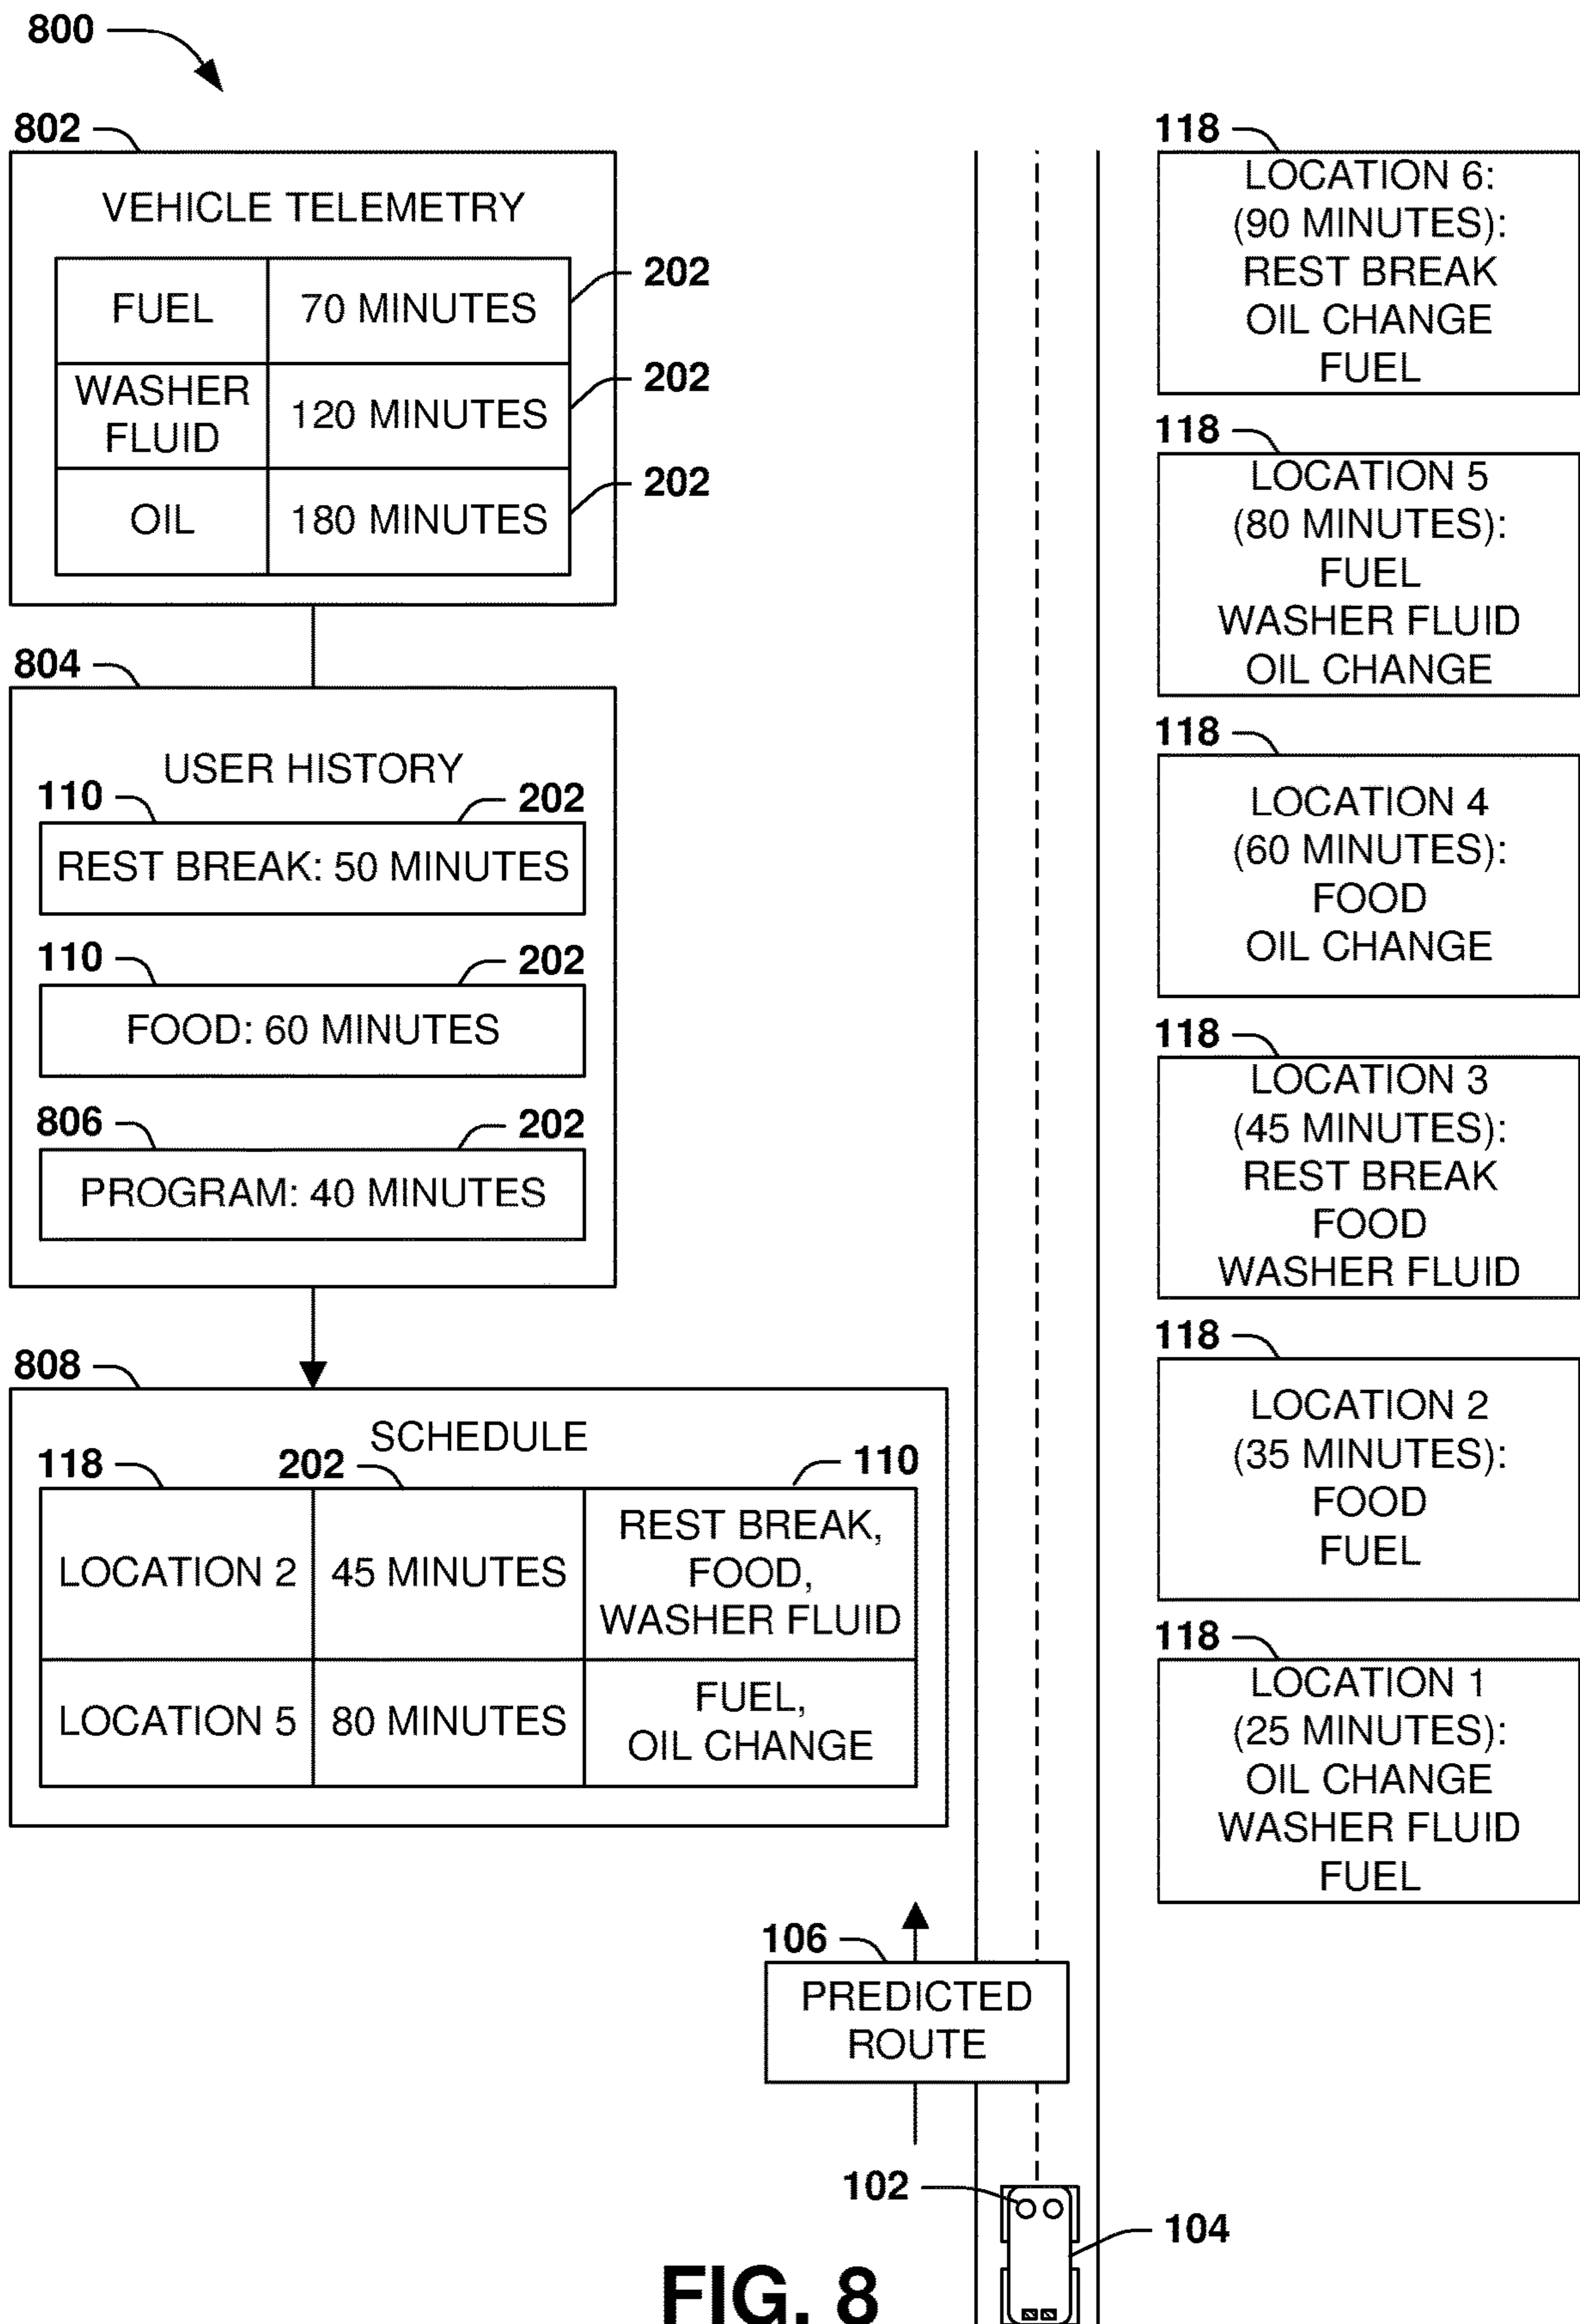 800
802
VEHICLE TELEMETRY
FUEL
70 MINUTES
202
WASHER
FLUID
120 MINUTES
202
OIL
180 MINUTES
202
804
USER HISTORY
110
202
REST BREAK: 50 MINUTES
110
202
FOOD: 60 MINUTES
806
202
PROGRAM: 40 MINUTES
808
SCHEDULE
118
202
110
LOCATION 2
45 MINUTES
REST BREAK,
FOOD,
WASHER FLUID
LOCATION 5
80 MINUTES
FUEL,
OIL CHANGE
118
LOCATION 6:
(90 MINUTES):
REST BREAK
OIL CHANGE
FUEL
118
LOCATION 5
(80 MINUTES):
FUEL
WASHER FLUID
OIL CHANGE
118
LOCATION 4
(60 MINUTES):
FOOD
OIL CHANGE
118
LOCATION 3
(45 MINUTES):
REST BREAK
FOOD
WASHER FLUID
118
LOCATION 2
(35 MINUTES):
FOOD
FUEL
118
LOCATION 1
(25 MINUTES):
OIL CHANGE
WASHER FLUID
FUEL
106
PREDICTED
ROUTE
102
104
FIG. 8